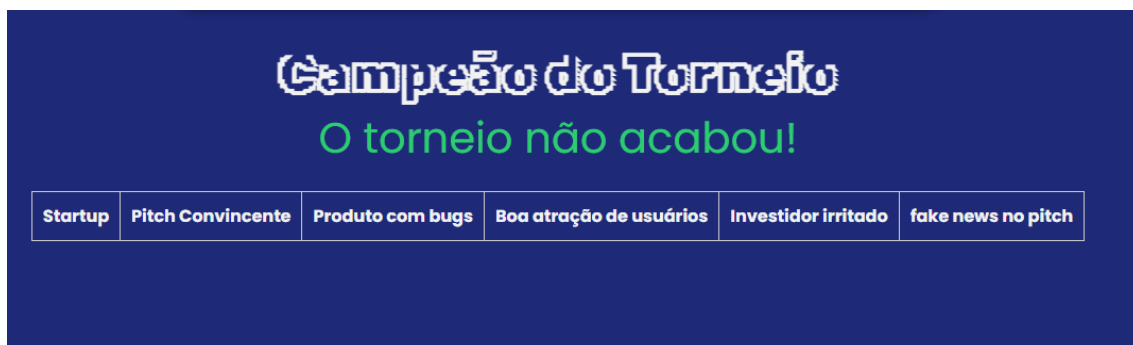 Campeão do Torneio
O torneio não acabou!
Startup Pitch Convincente Produto com bugs Boa atração de usuários Investidor irritado fake news no pitch